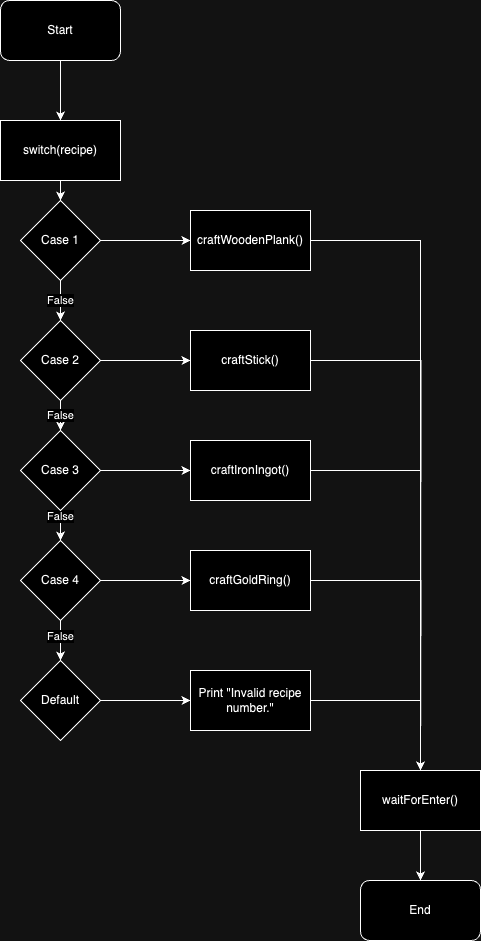 Start
switch(recipe)
Case 1
craftWoodenPlank()
False
Case 2
craftStick()
False
Case 3
craftIronIngot()
False
Case 4
craftGoldRing()
False
Default
Print "Invalid recipe
number."
waitForEnter()
End